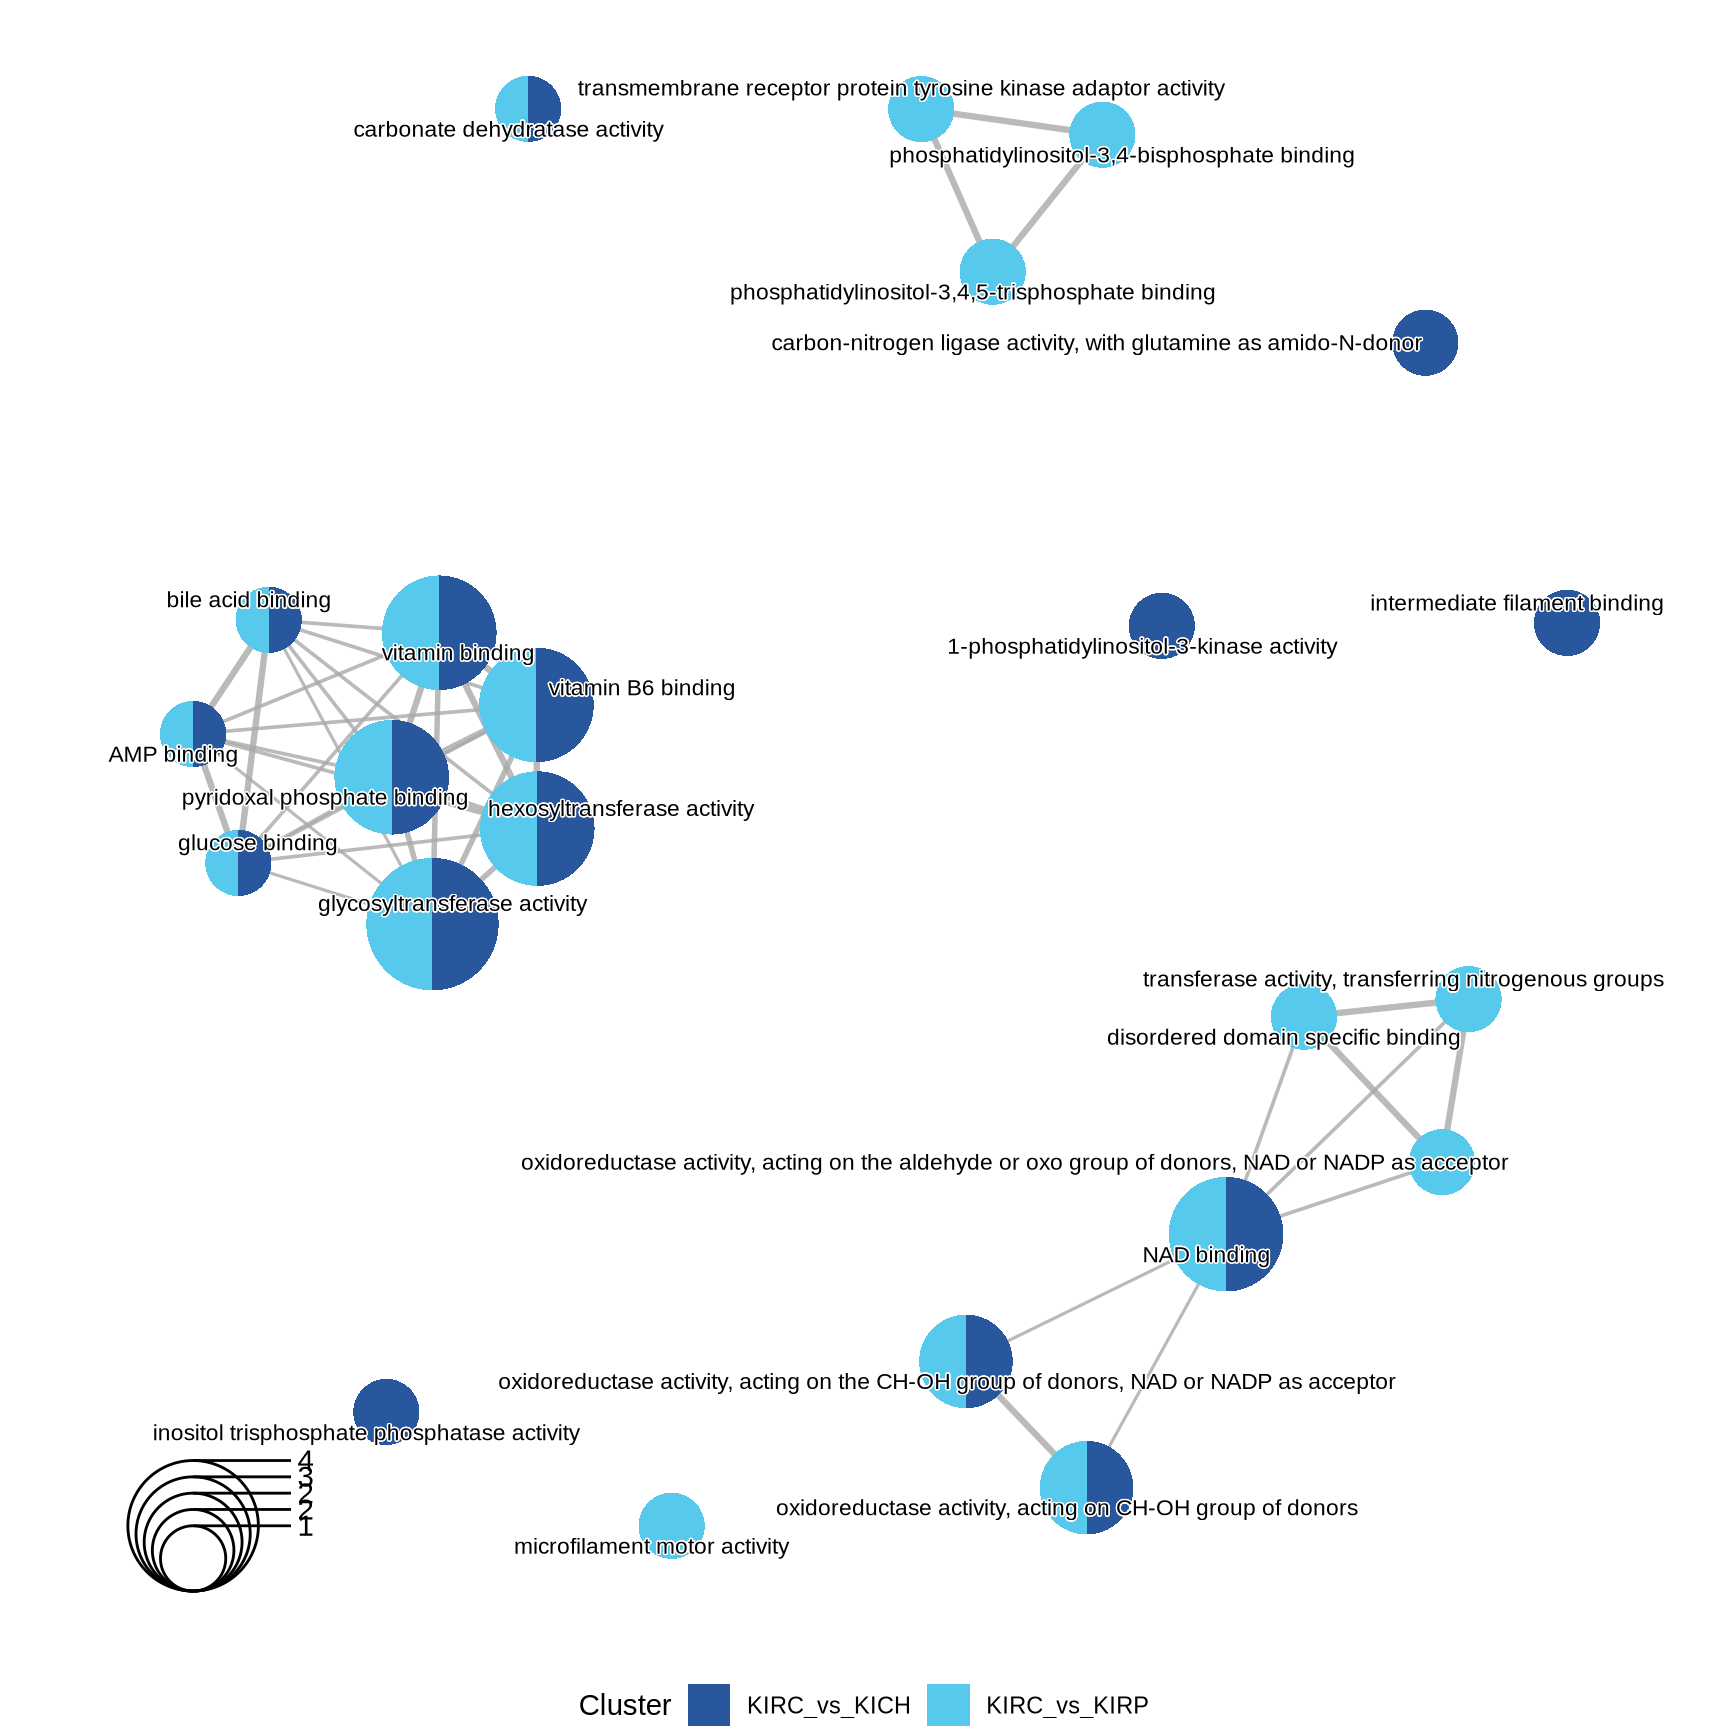 transmembrane receptor protein tyrosine kinase adaptor activity
carbonate dehydratase activity
phosphatidylinositol-3,4-bisphosphate binding
phosphatidylinositol-3,4,5-trisphosphate binding
carbon-nitrogen ligase activity, with glutamine as amido-N-donor
bile acid binding
intermediate filament binding
1-phosphatidylinositol-3-kinase activity
vitamin binding
vitamin B6 binding
AMP binding
pyridoxal phosphate binding
hexosyltransferase activity
glucose binding
glycosyltransferase activity
transferase activity, transferring nitrogenous groups
disordered domain specific binding
oxidoreductase activity, acting on the aldehyde or oxo group of donors, NAD or NADP as acceptor
NAD binding
oxidoreductase activity, acting on the CH-OH group of donors, NAD or NADP as acceptor
inositol trisphosphate phosphatase activity
4
3
2
2
1
oxidoreductase activity, acting on CH-OH group of donors
microfilament motor activity
Cluster KIRC_vs_KICH KIRC_vs_KIRP